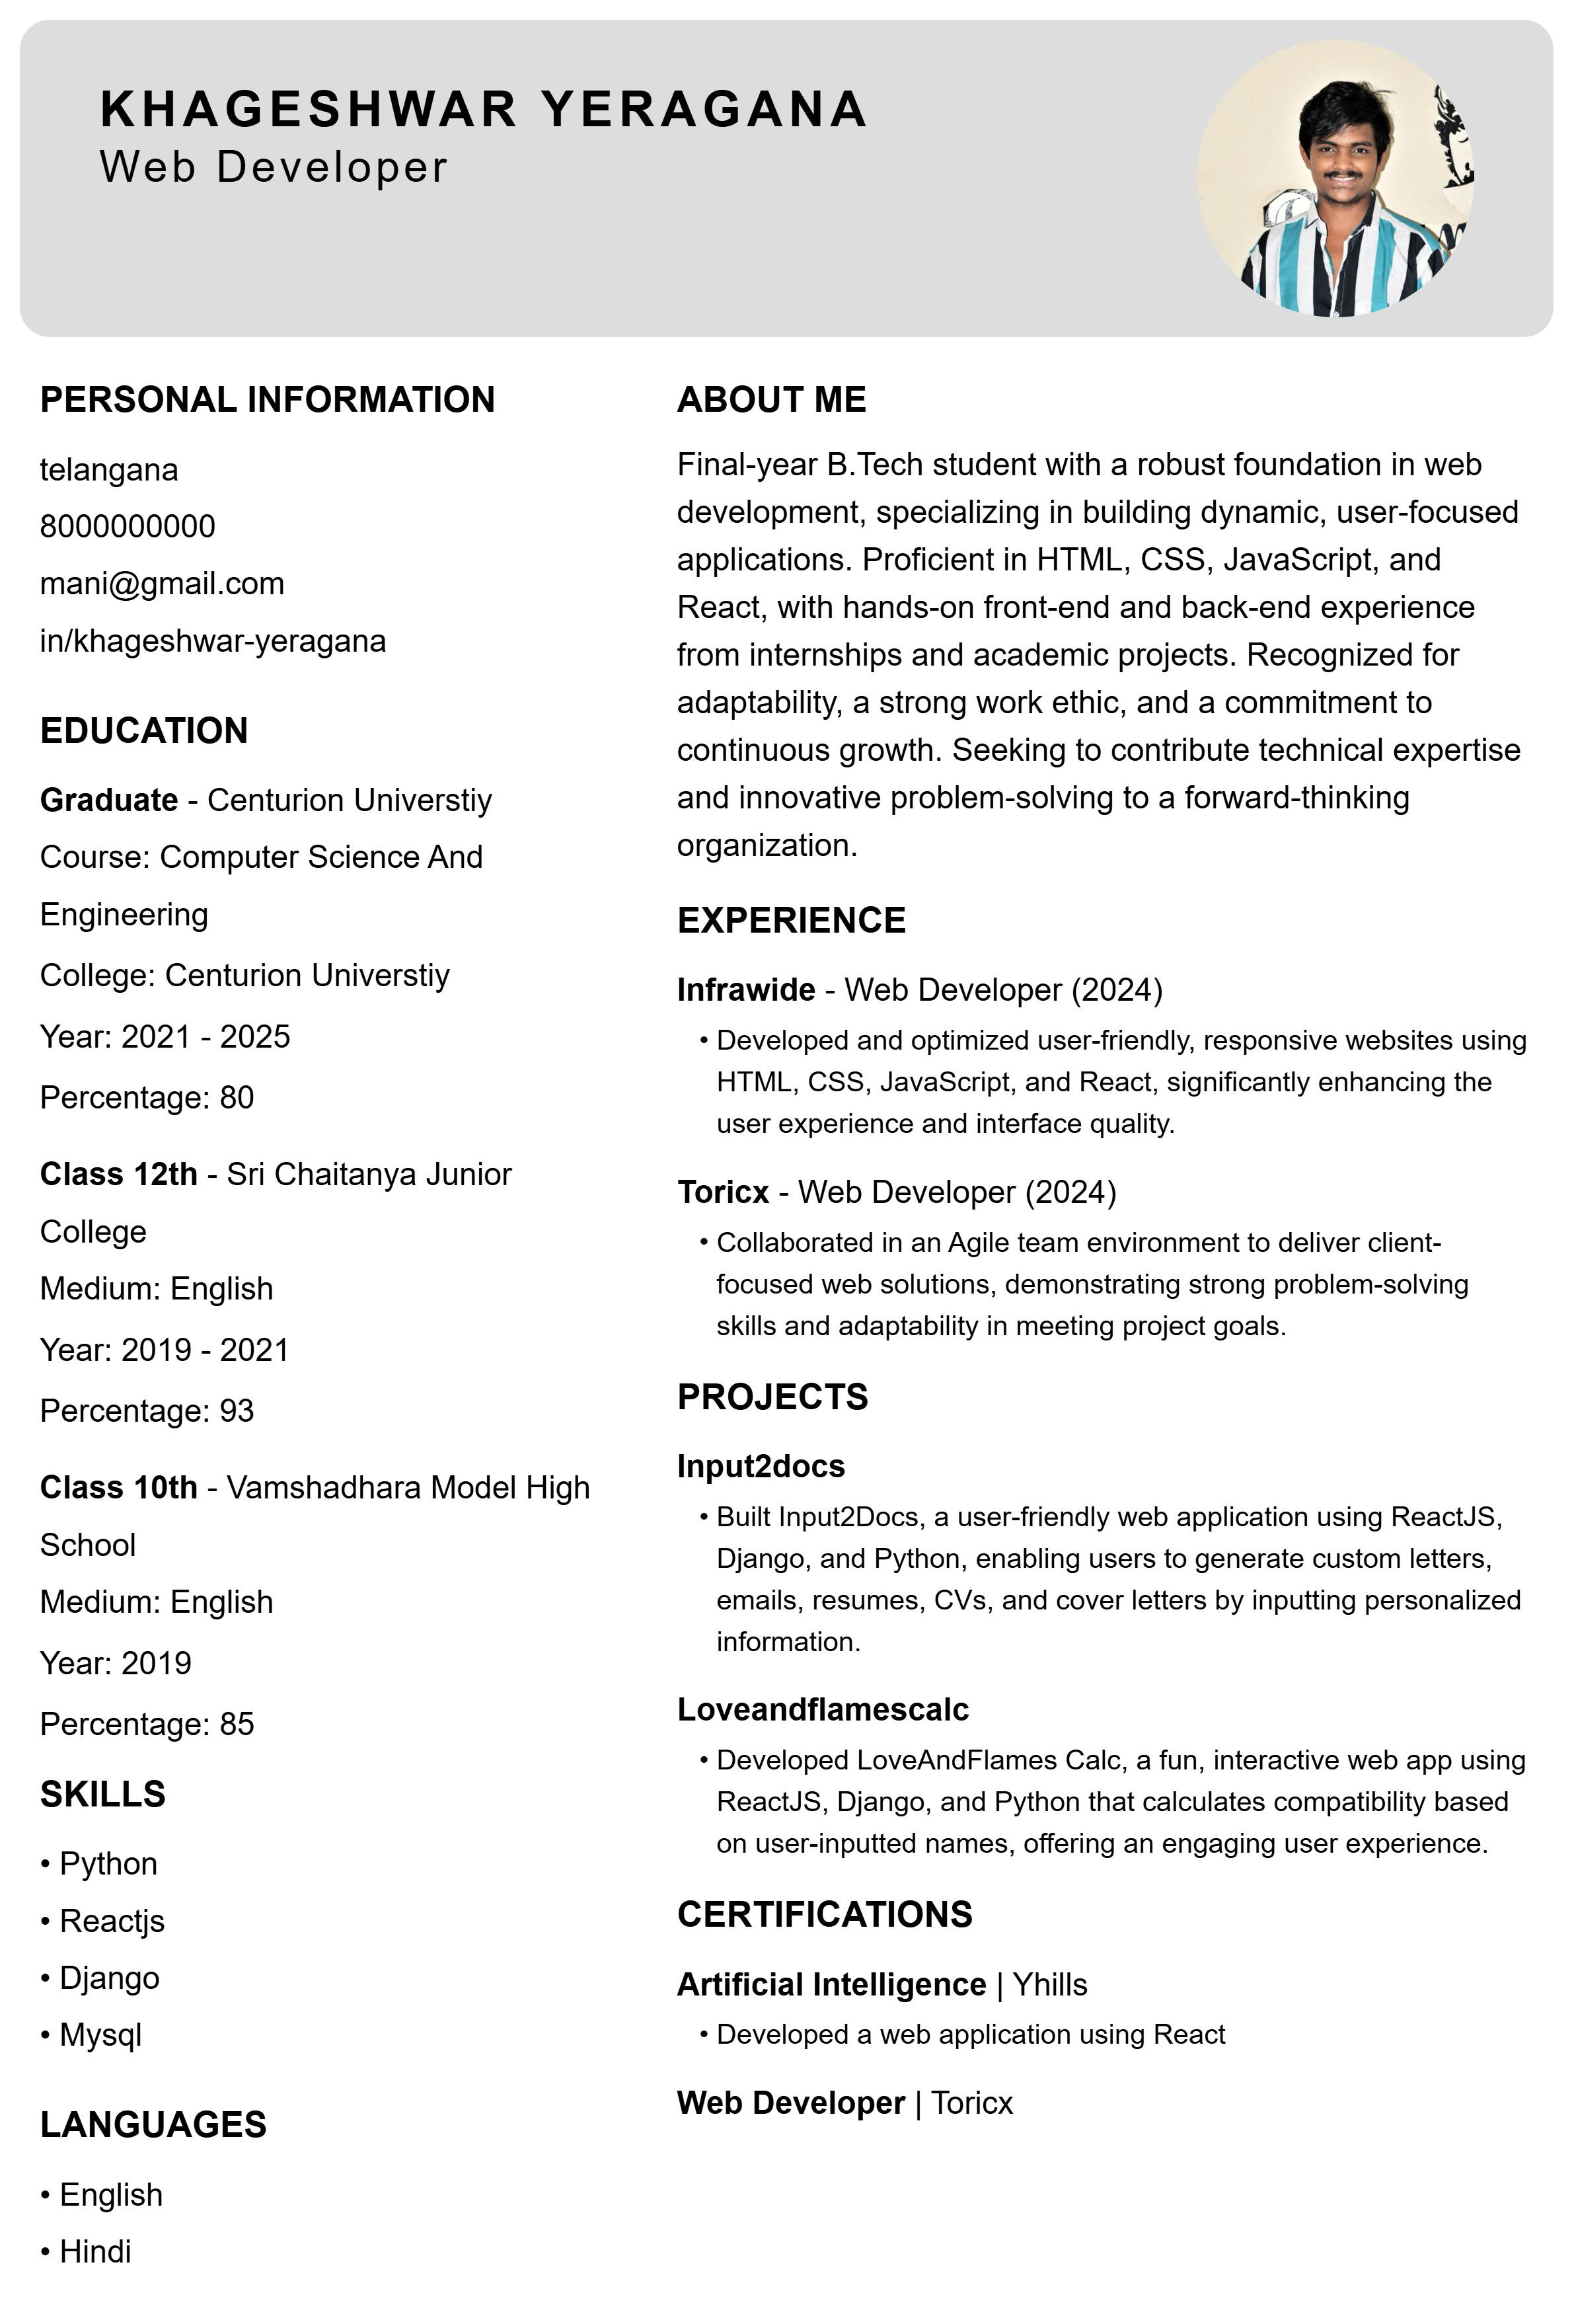 KHAGESHWAR YERAGANA
Web Developer
PERSONAL INFORMATION
telangana
8000000000
mani@gmail.com
in/khageshwar-yeragana
EDUCATION
Graduate - Centurion Universtiy
Course: Computer Science And
Engineering
College: Centurion Universtiy
Year: 2021 - 2025
Percentage: 80
Class 12th - Sri Chaitanya Junior
College
Medium: English
Year: 2019 - 2021
Percentage: 93
Class 10th - Vamshadhara Model High
School
Medium: English
Year: 2019
Percentage: 85
SKILLS
• Python
• Reactjs
• Django
• Mysql
LANGUAGES
• English
• Hindi
ABOUT ME
Final-year B.Tech student with a robust foundation in web
development, specializing in building dynamic, user-focused
applications. Proficient in HTML, CSS, JavaScript, and
React, with hands-on front-end and back-end experience
from internships and academic projects. Recognized for
adaptability, a strong work ethic, and a commitment to
continuous growth. Seeking to contribute technical expertise
and innovative problem-solving to a forward-thinking
organization.
EXPERIENCE
Infrawide - Web Developer (2024)
• Developed and optimized user-friendly, responsive websites using
HTML, CSS, JavaScript, and React, significantly enhancing the
user experience and interface quality.
Toricx - Web Developer (2024)
• Collaborated in an Agile team environment to deliver client-
focused web solutions, demonstrating strong problem-solving
skills and adaptability in meeting project goals.
PROJECTS
Input2docs
• Built Input2Docs, a user-friendly web application using ReactJS,
Django, and Python, enabling users to generate custom letters,
emails, resumes, CVs, and cover letters by inputting personalized
information.
Loveandflamescalc
• Developed LoveAndFlames Calc, a fun, interactive web app using
ReactJS, Django, and Python that calculates compatibility based
on user-inputted names, offering an engaging user experience.
CERTIFICATIONS
Artificial Intelligence | Yhills
• Developed a web application using React
Web Developer | Toricx